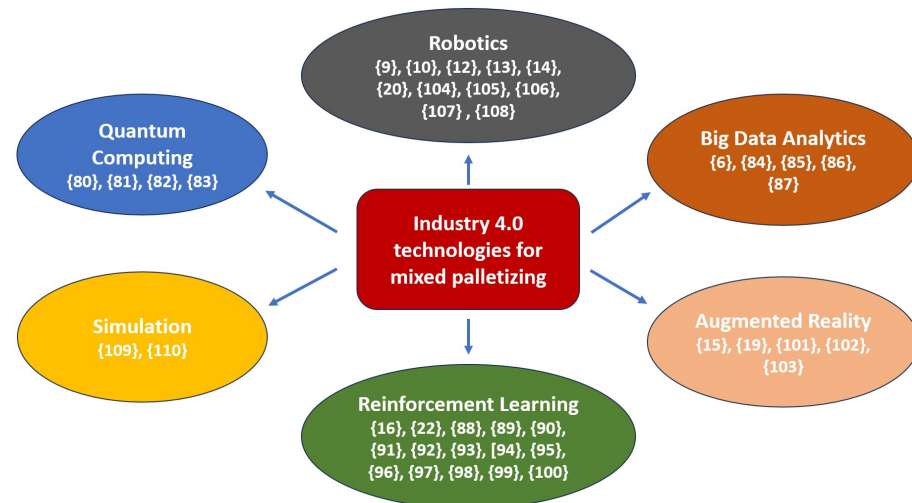 Robotics
{9}, {10}, {12}, {13}, {14},
{20}, {104}, {105}, {106},
{107} , {108}
Quantum
Computing
{80}, {81}, {82}, {83}
Big Data Analytics
{6}, {84}, {85}, {86},
{87}
Industry 4.0
technologies for
mixed palletizing
Simulation
{109}, {110}
Augmented Reality
{15}, {19}, {101}, {102},
{103}
Reinforcement Learning
{16}, {22}, {88}, {89}, {90},
{91}, {92}, {93}, [94}, {95},
{96}, {97}, {98}, {99}, {100}